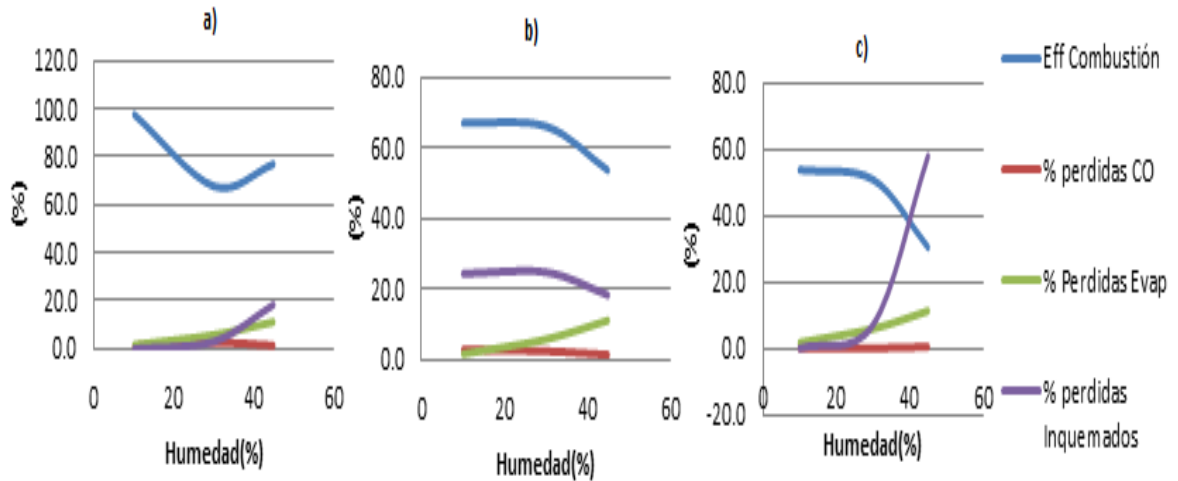 a)
120.0
100.0
80.0
60.0
40.0
20.0
0.0
(%)
0 20 40 60
Humedad(%)
b)
80.0
60.0
40.0
20.0
0.0
(%)
0 20 40 60
Humedad(%)
c)
80.0
60.0
40.0
20.0
0.0
-20.0
(%)
0 20 40 60
Humedad(%)
Eff Combustión
% perdidas CO
% Perdidas Evap
% perdidas
Inquemados